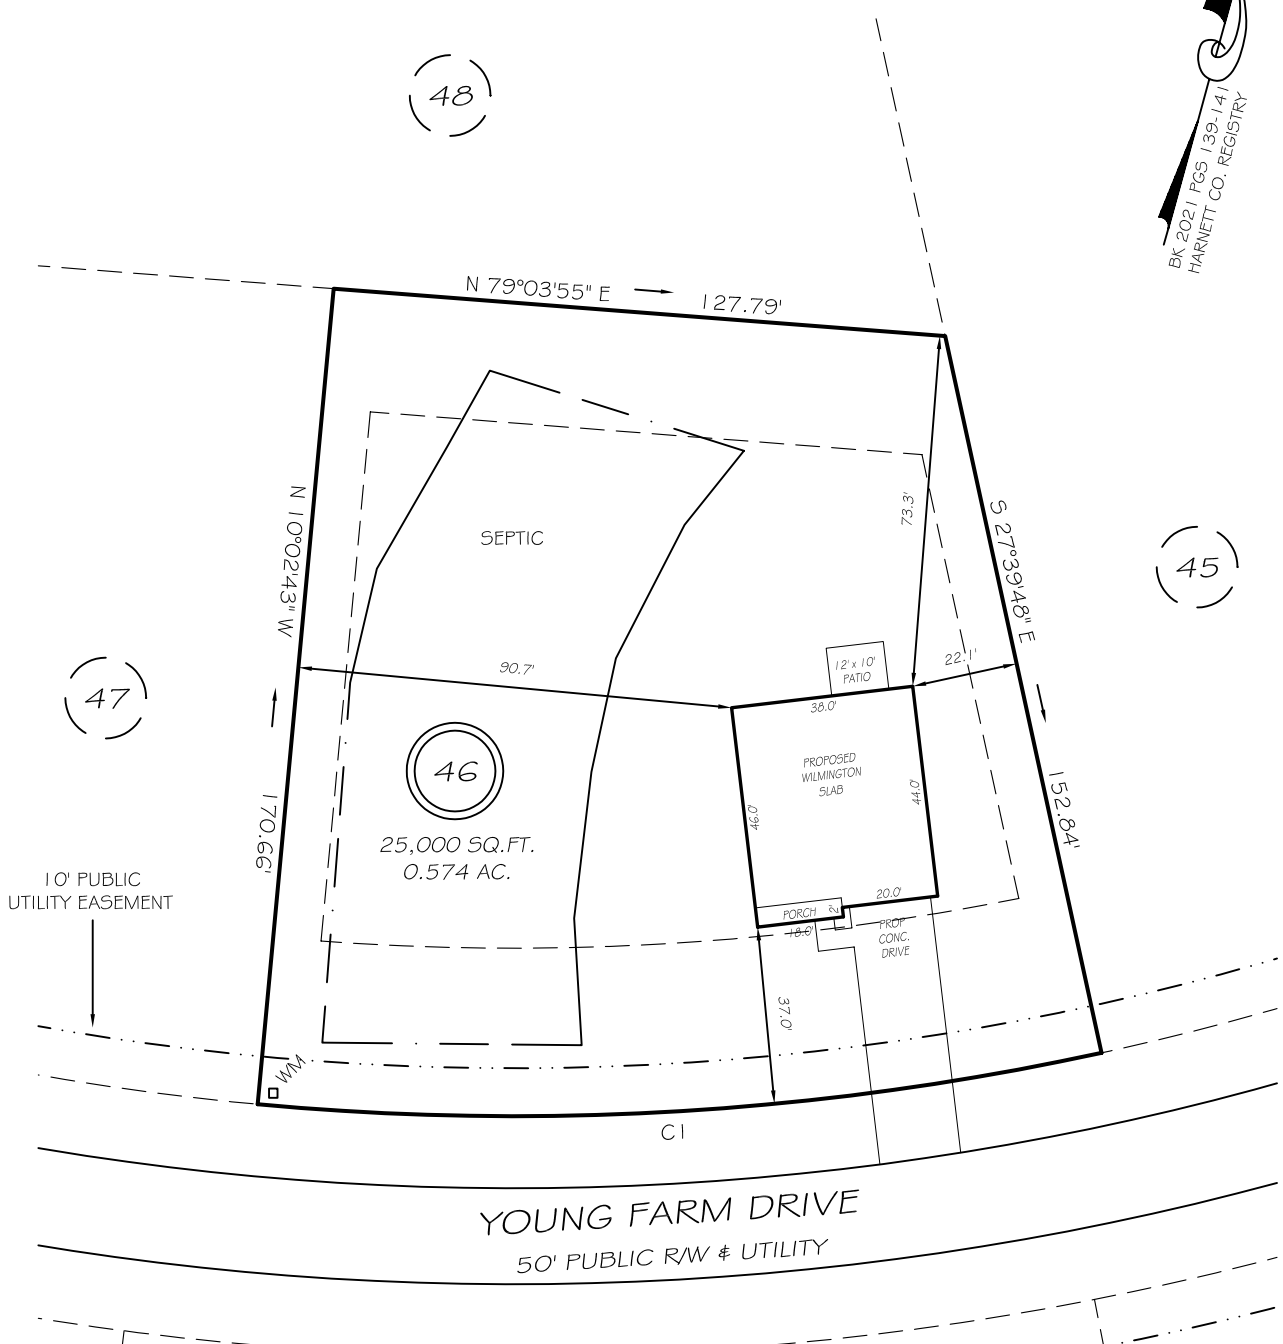 48
BK 2021 PGS 139-141
HARNETT CO. REGISTRY
N 79°03'55" E
127.79'
N 10°02'43" W
170.66'
SEPTIC
73.3'
S 27°39'48" E
152.84'
45
47
90.7'
12' x 10'
PATIO
22.1'
38.0'
PROPOSED
WILMINGTON
SLAB
46.0'
44.0'
46
25,000 SQ.FT.
0.574 AC.
10' PUBLIC
UTILITY EASEMENT
20.0'
PORCH
2'
18.0'
PROP
CONC.
DRIVE
37.0'
WM
C1
YOUNG FARM DRIVE
50' PUBLIC R/W & UTILITY